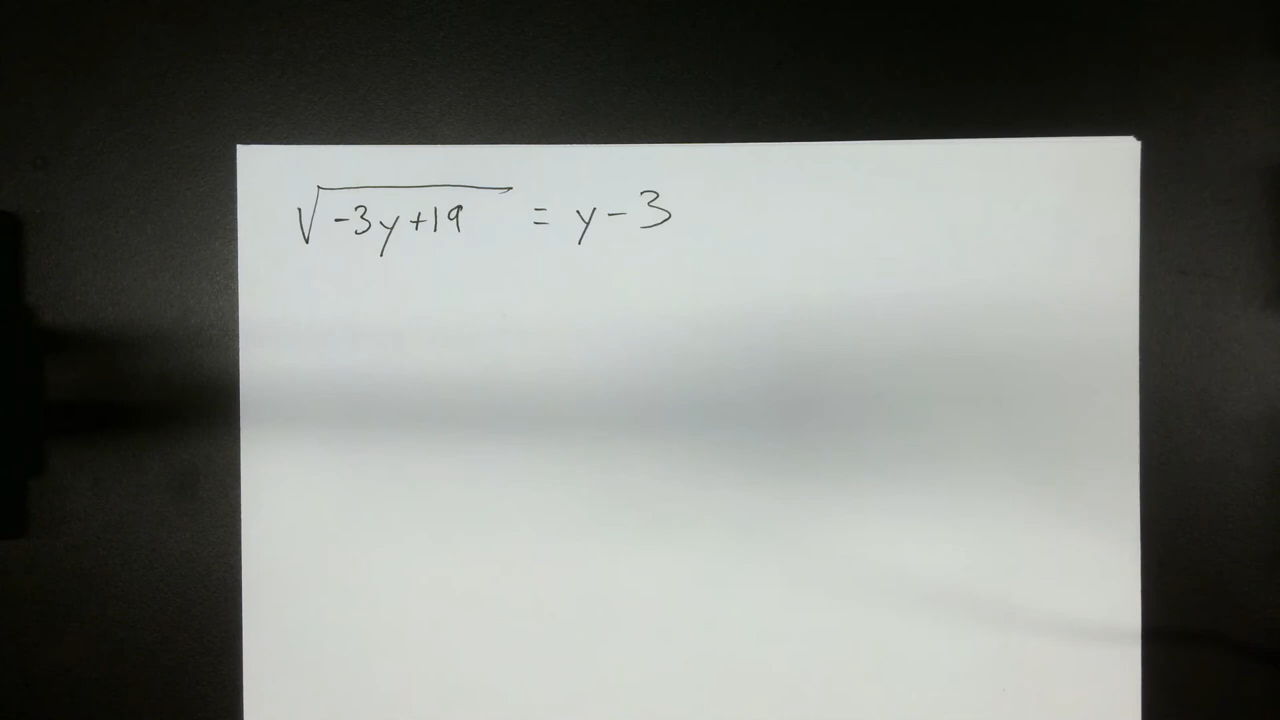 √(-3y+19) = y-3